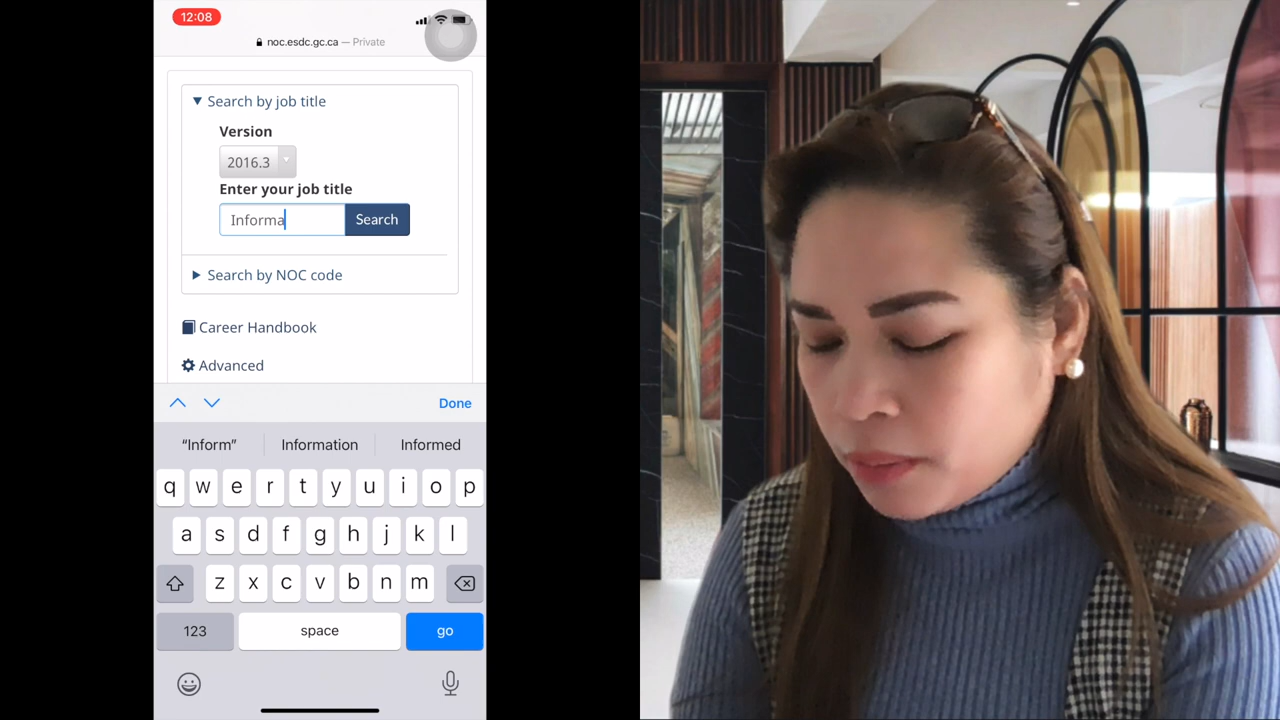 12:08
noc.esdc.gc.ca — Private
Search by job title
Version
2016.3
Enter your job title
Informa
Search
Search by NOC code
Career Handbook
Advanced
Done
“Inform” Information Informed
q w e r t y u i o p
a s d f g h j k l
z x c v b n m
123 space go